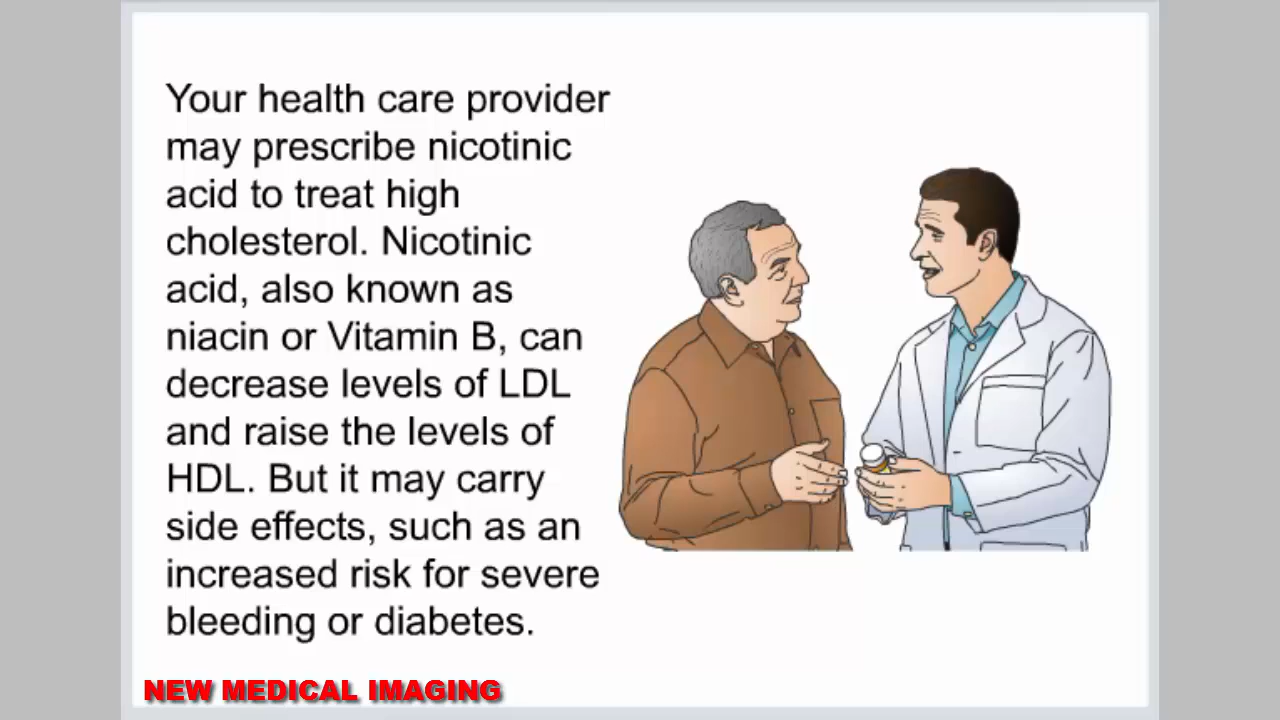 Your health care provider
may prescribe nicotinic
acid to treat high
cholesterol. Nicotinic
acid, also known as
niacin or Vitamin B, can
decrease levels of LDL
and raise the levels of
HDL. But it may carry
side effects, such as an
increased risk for severe
bleeding or diabetes.
NEW MEDICAL IMAGING